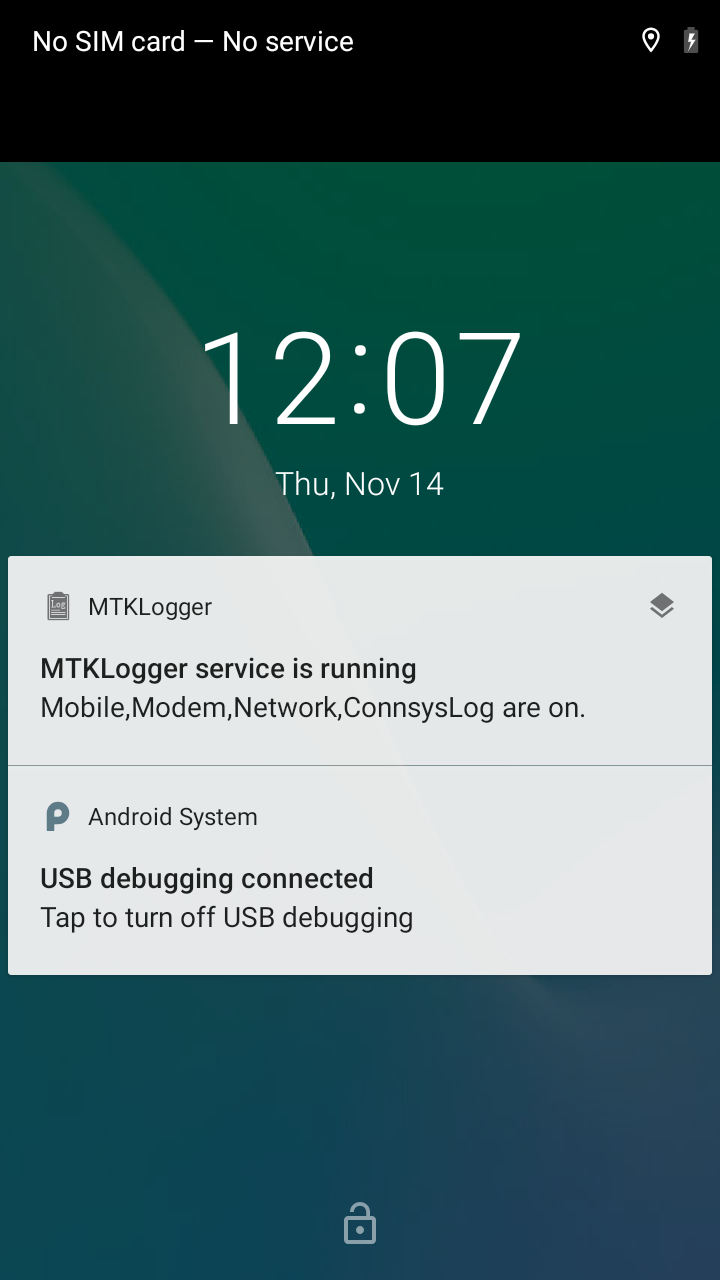 No SIM card — No service
12:07
Thu, Nov 14
Log
MTKLogger
MTKLogger service is running
Mobile,Modem,Network,ConnsysLog are on.
Android System
USB debugging connected
Tap to turn off USB debugging